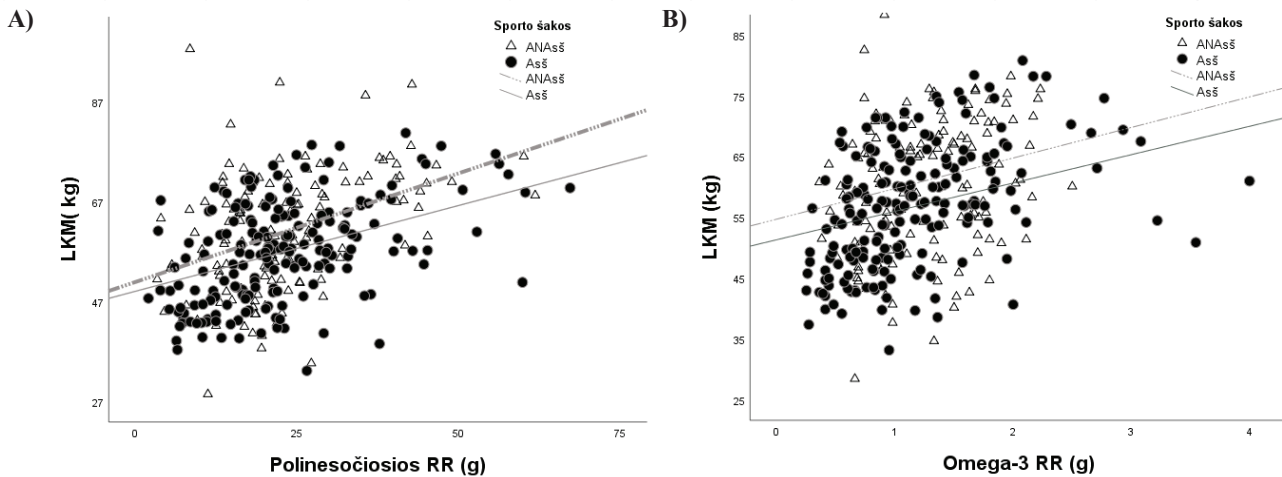 A)
Sporto šakos
ANAsš
Asš
ANAsš
Asš
LKM( kg)
87
67
47
27
0
25
50
75
Polinesočiosios RR (g)
B)
Sporto šakos
ANAsš
Asš
ANAsš
Asš
LKM (kg)
85
75
65
55
45
35
25
0
1
2
3
4
Omega-3 RR (g)